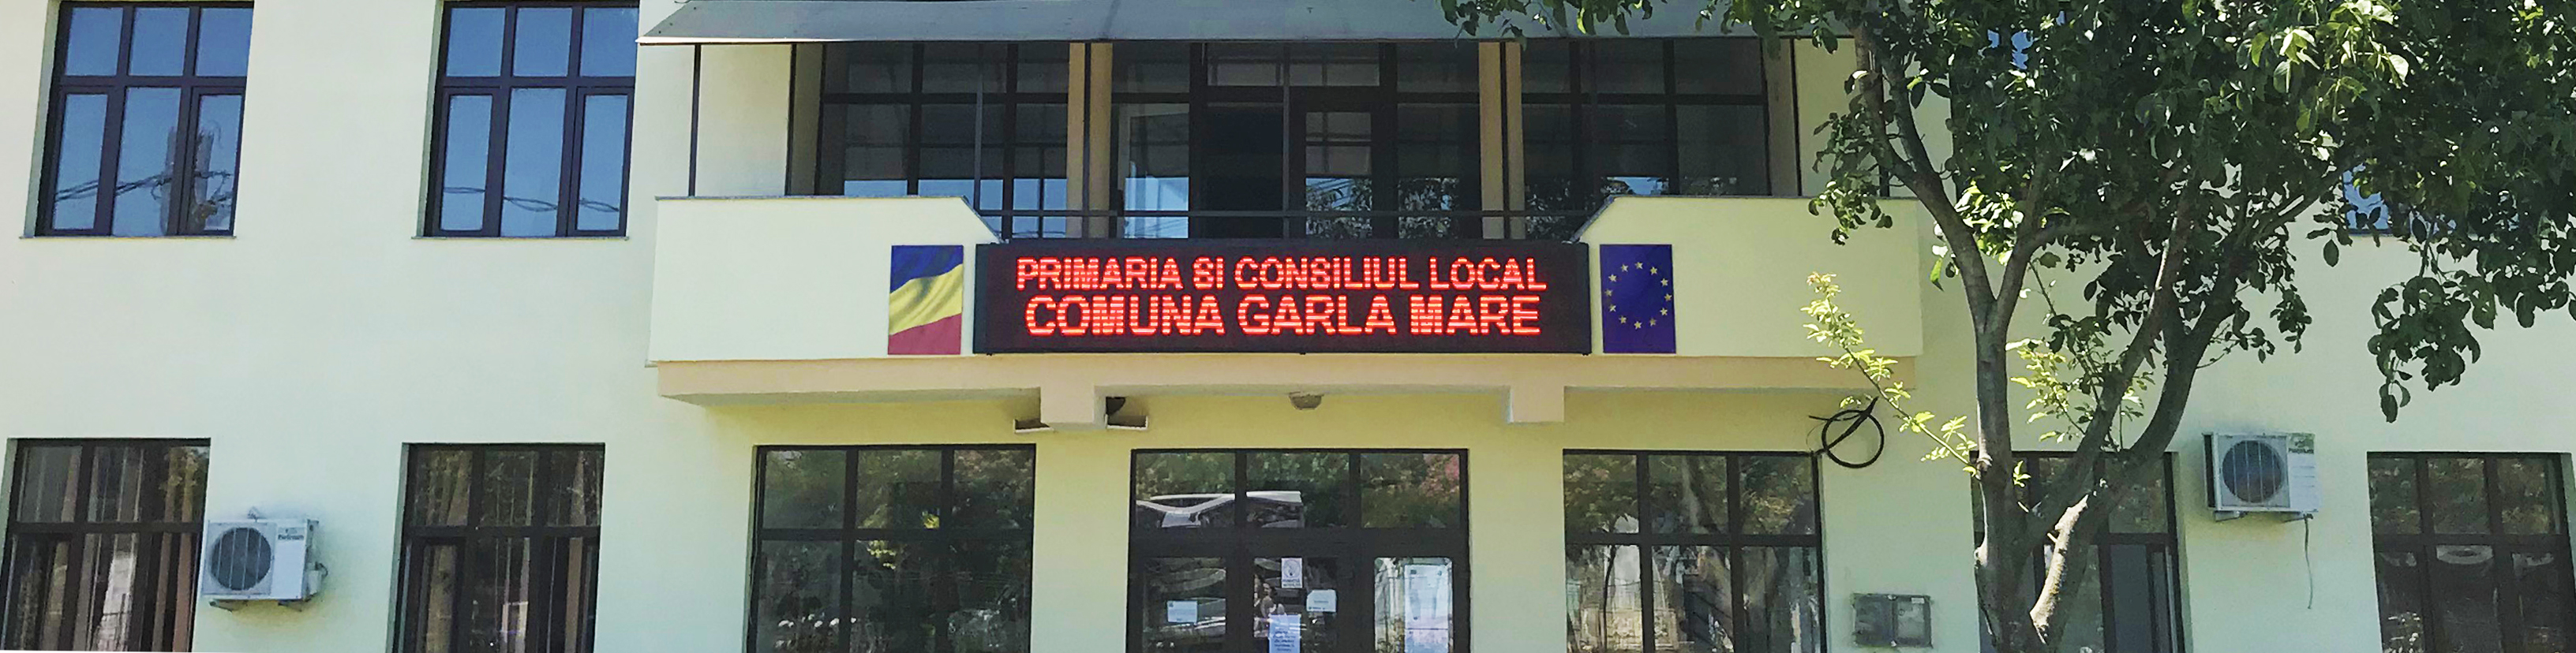 PRIMARIA SI CONSILIUL LOCAL
COMUNA GARLA MARE